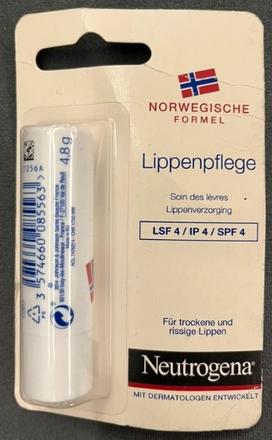 NORWEGISCHE
FORMEL
Lippenpflege
Soin des lèvres
Lippenverzorging
LSF 4 / IP 4 / SPF 4
Für trockene und
rissige Lippen
Neutrogena®
MIT DERMATOLOGEN ENTWICKELT
4.8 g
3 574660 085563 >